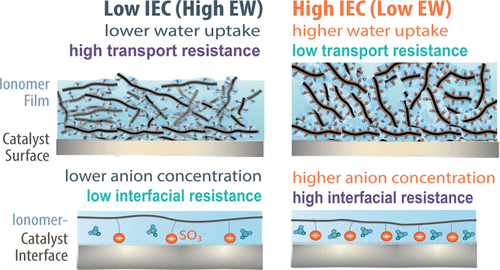 Low IEC (High EW)
lower water uptake
high transport resistance
High IEC (Low EW)
higher water uptake
low transport resistance
Ionomer
Film
Catalyst
Surface
lower anion concentration
low interfacial resistance
higher anion concentration
high interfacial resistance
Ionomer-
Catalyst
Interface
SO₃⁻